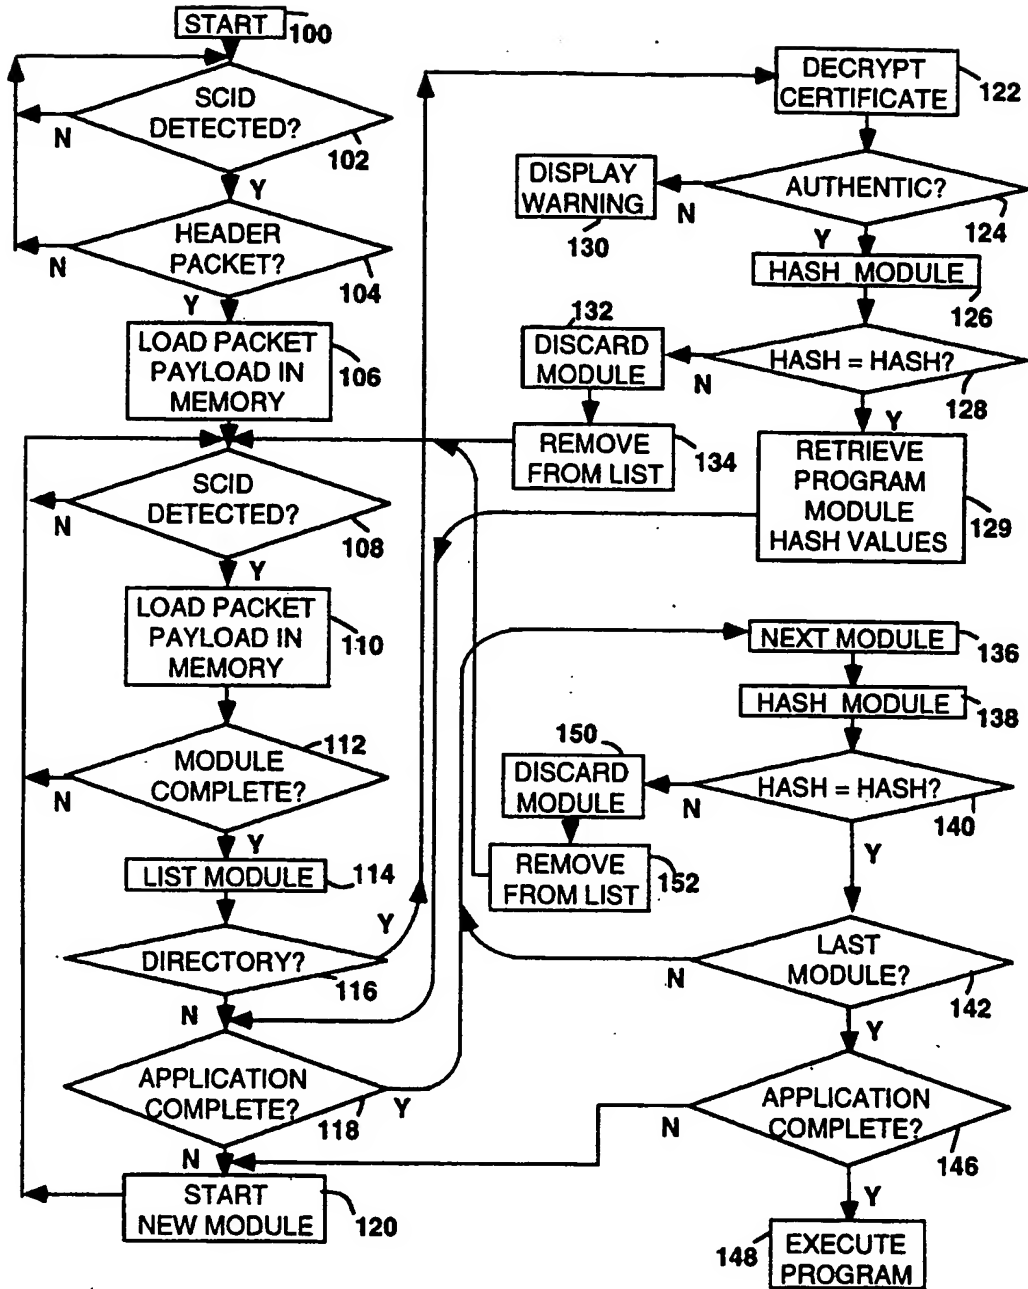 START 100
SCID
DETECTED?
102
N
Y
HEADER
PACKET?
104
N
Y
LOAD PACKET
PAYLOAD IN
MEMORY
106
SCID
DETECTED?
108
N
Y
LOAD PACKET
PAYLOAD IN
MEMORY
110
MODULE
COMPLETE?
112
N
Y
LIST MODULE 114
DIRECTORY?
116
Y
N
APPLICATION
COMPLETE?
118
Y
N
START
NEW MODULE
120
DECRYPT
CERTIFICATE
122
AUTHENTIC?
124
N
Y
DISPLAY
WARNING
130
HASH MODULE
126
HASH = HASH?
128
N
Y
132
DISCARD
MODULE
REMOVE
FROM LIST
134
RETRIEVE
PROGRAM
MODULE
HASH VALUES
129
NEXT MODULE 136
HASH MODULE 138
HASH = HASH?
140
N
Y
150
DISCARD
MODULE
REMOVE
FROM LIST
152
LAST
MODULE?
142
N
Y
APPLICATION
COMPLETE?
146
N
Y
148
EXECUTE
PROGRAM